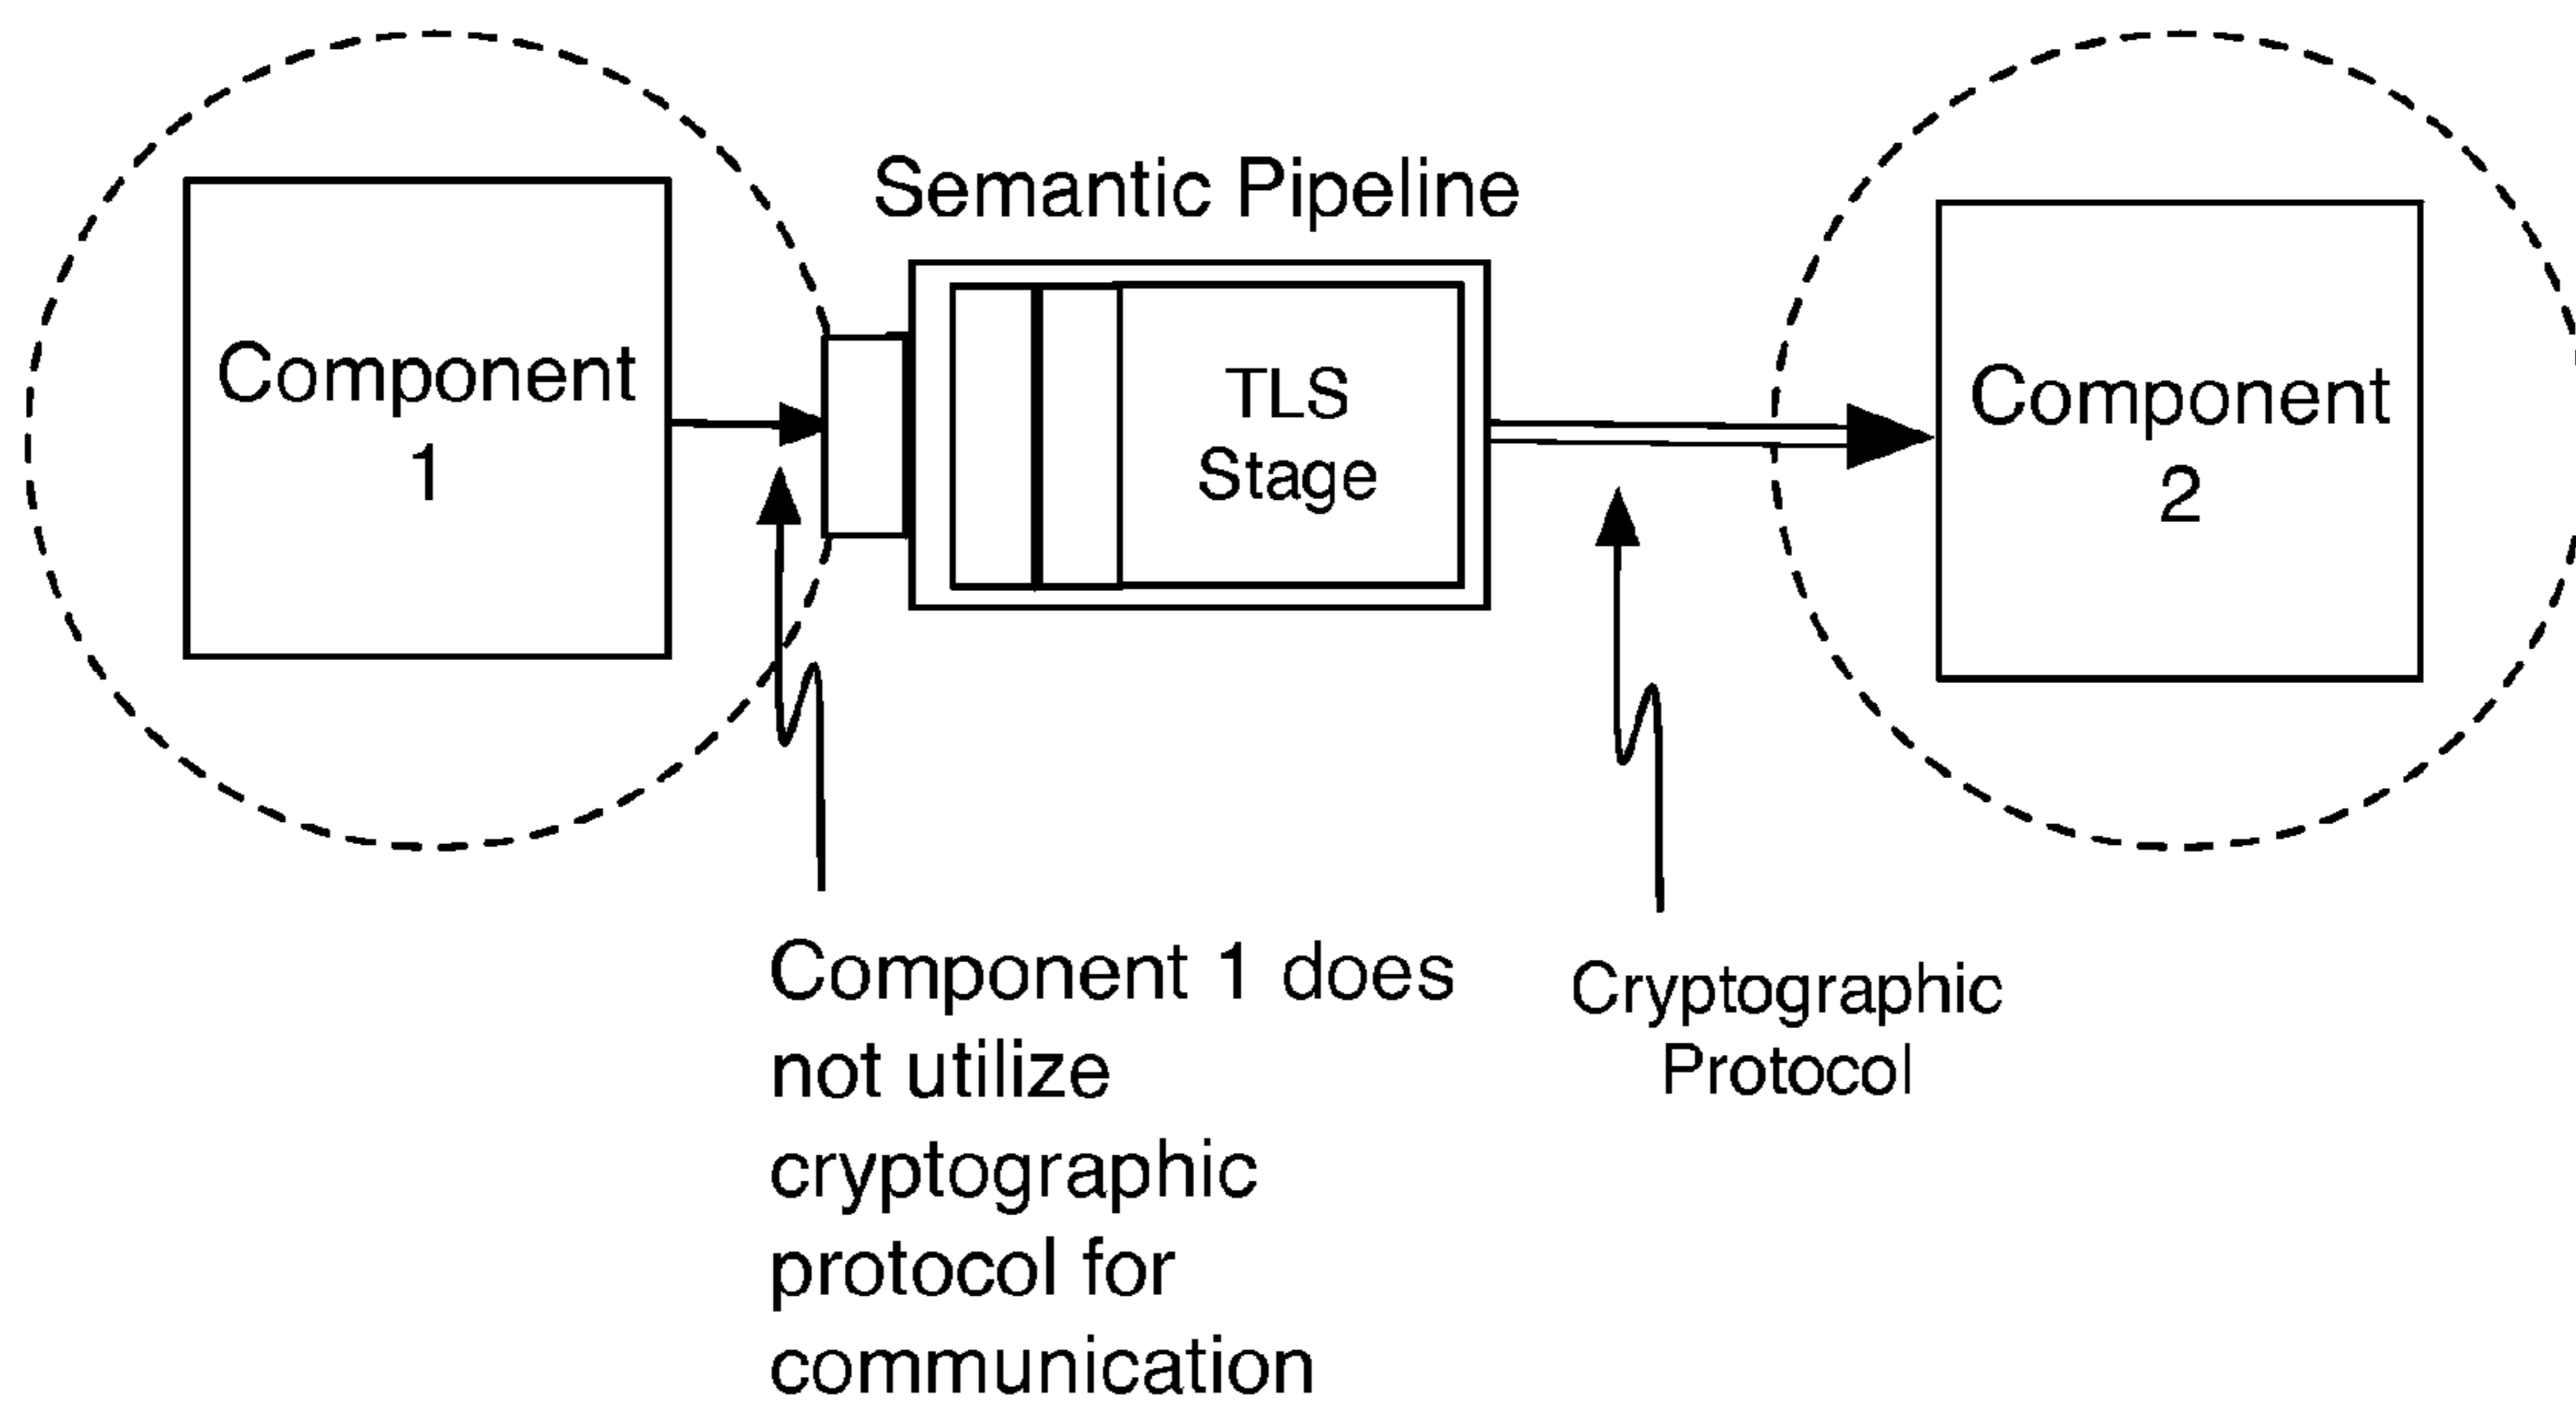 Semantic Pipeline
Component
1
TLS
Stage
Component
2
Component 1 does
not utilize
cryptographic
protocol for
communication
Cryptographic
Protocol